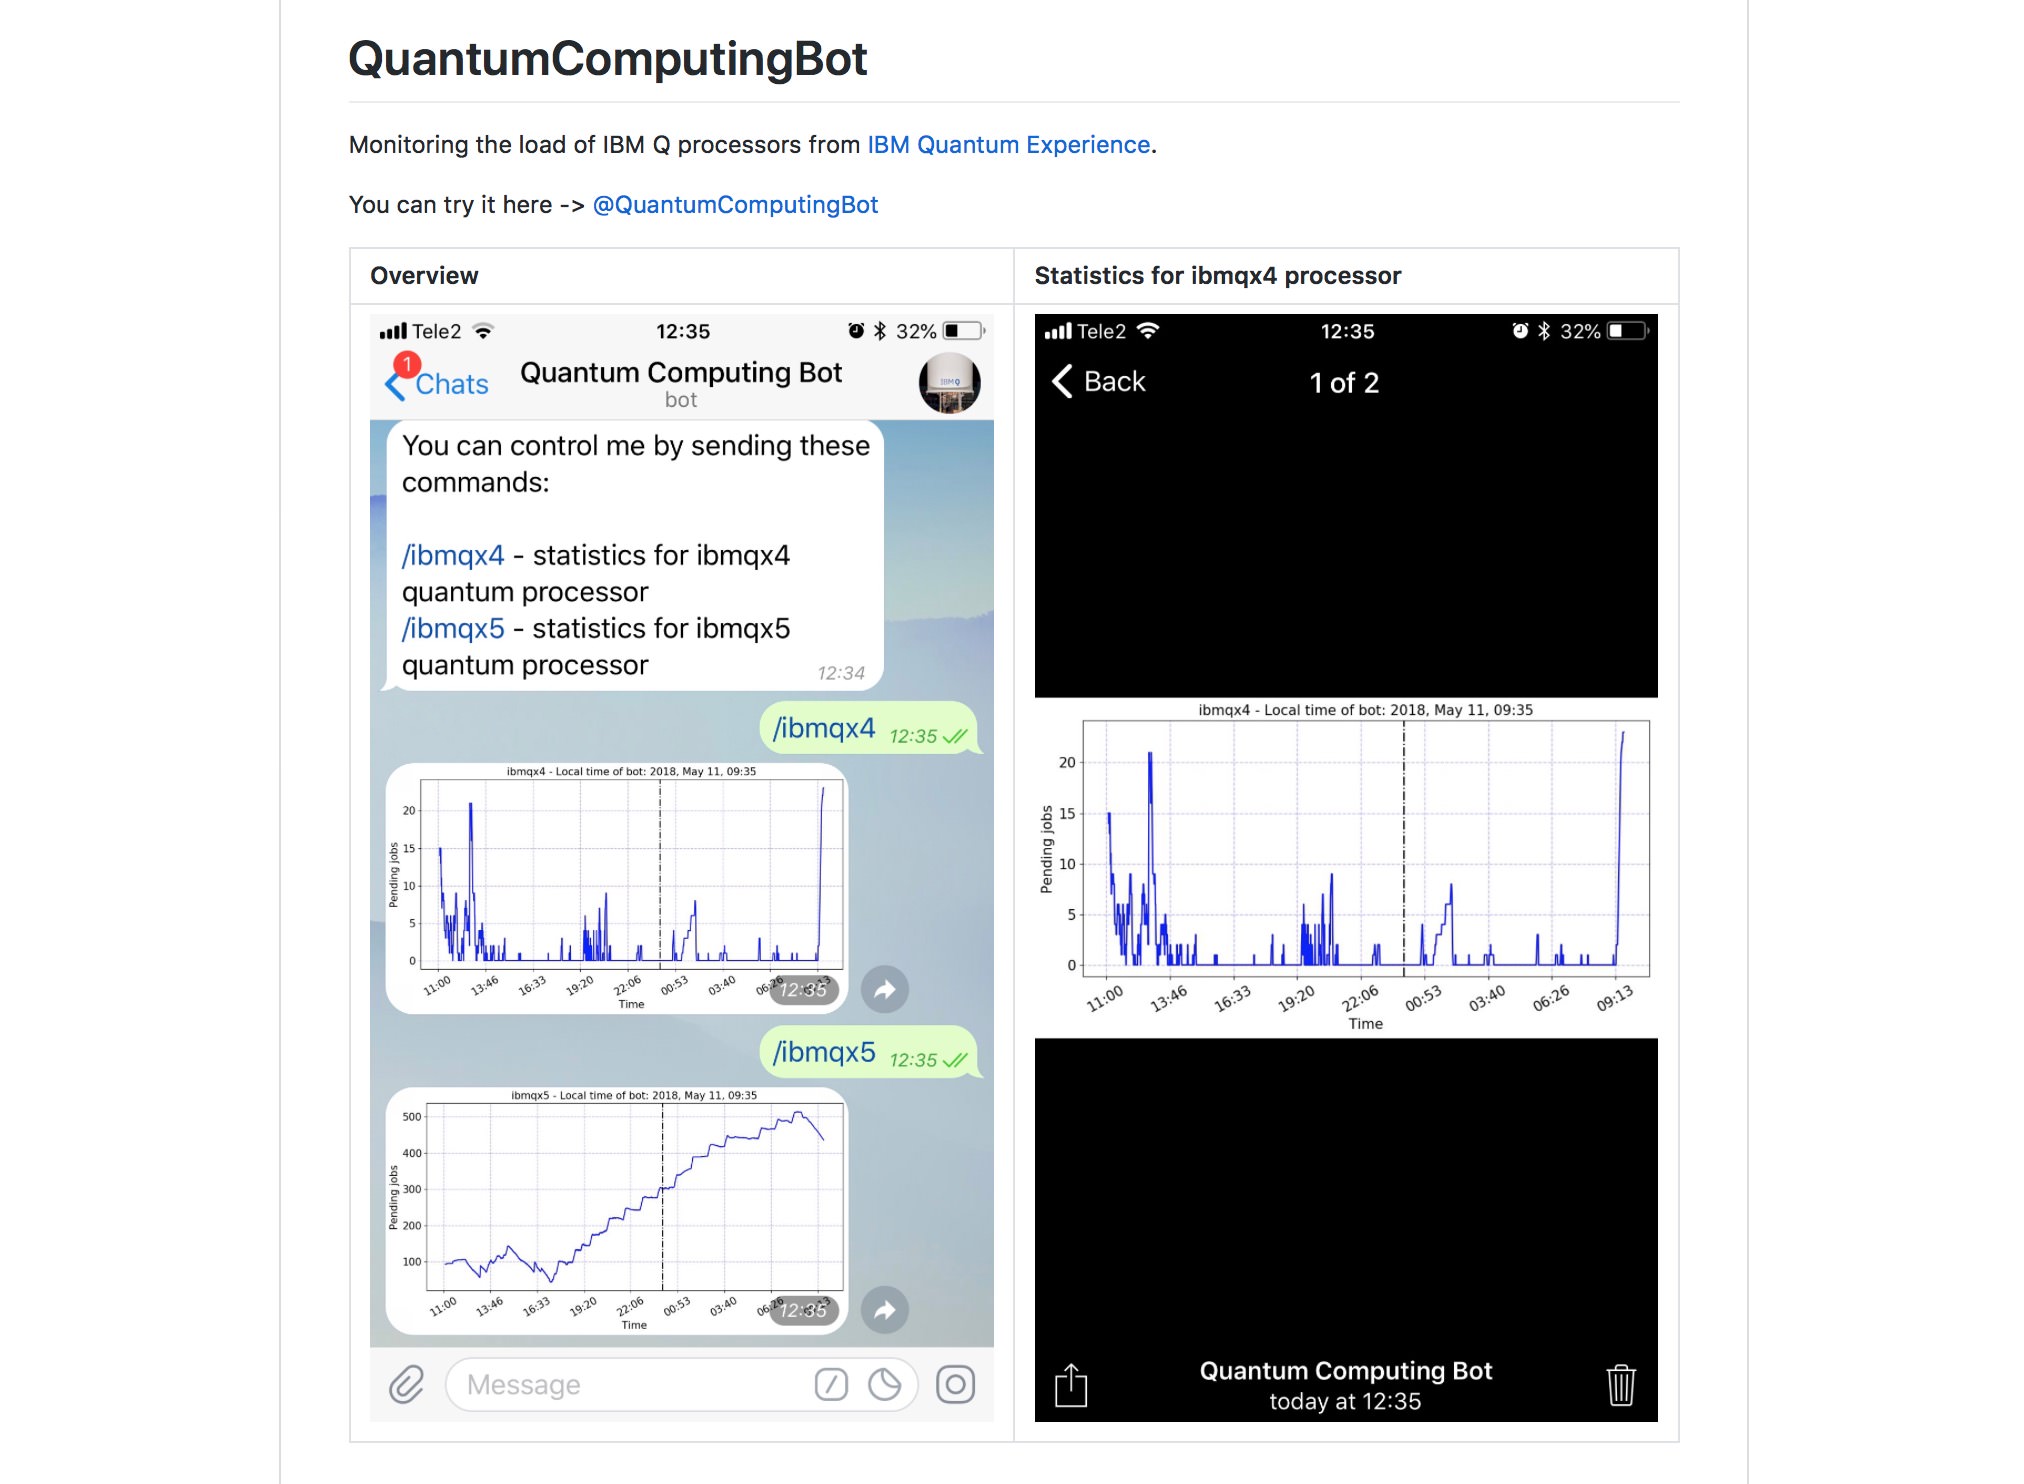 QuantumComputingBot
Monitoring the load of IBM Q processors from IBM Quantum Experience.
You can try it here -> @QuantumComputingBot
Overview
Tele2 12:35 32%
1
Chats
Quantum Computing Bot
bot
IBM Q
You can control me by sending these
commands:
/ibmqx4 - statistics for ibmqx4
quantum processor
/ibmqx5 - statistics for ibmqx5
quantum processor
12:34
/ibmqx4 12:35
ibmqx4 - Local time of bot: 2018, May 11, 09:35
Pending jobs
20
15
10
5
0
11:00 13:46 16:33 19:20 22:06 00:53 03:40
Time
12:35
/ibmqx5 12:35
ibmqx5 - Local time of bot: 2018, May 11, 09:35
Pending jobs
500
400
300
200
100
11:00 13:46 16:33 19:20 22:06 00:53 03:40
Time
12:35
Message
Statistics for ibmqx4 processor
Tele2 12:35 32%
Back 1 of 2
ibmqx4 - Local time of bot: 2018, May 11, 09:35
Pending jobs
20
15
10
5
0
11:00 13:46 16:33 19:20 22:06 00:53 03:40 06:26 09:13
Time
Quantum Computing Bot
today at 12:35